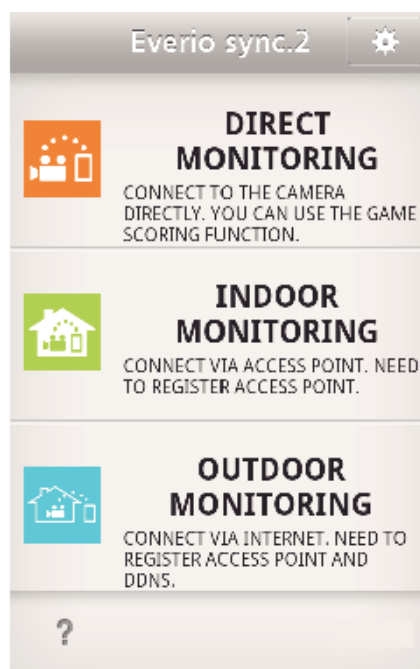 Everio sync.2
DIRECT
MONITORING
CONNECT TO THE CAMERA
DIRECTLY. YOU CAN USE THE GAME
SCORING FUNCTION.
INDOOR
MONITORING
CONNECT VIA ACCESS POINT. NEED
TO REGISTER ACCESS POINT.
OUTDOOR
MONITORING
CONNECT VIA INTERNET. NEED TO
REGISTER ACCESS POINT AND
DDNS.
?